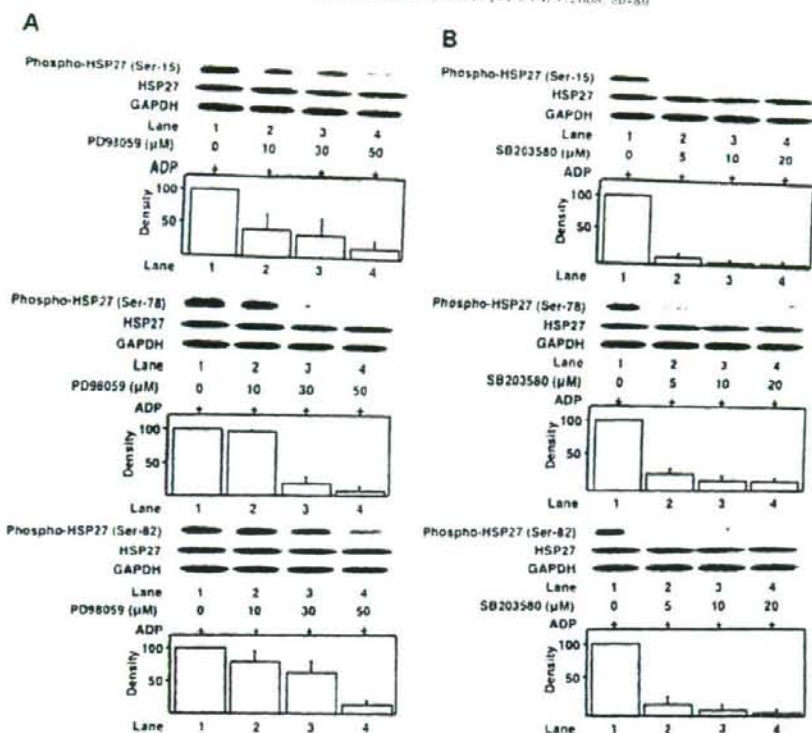 A
Phospho-HSP27 (Ser-15)
HSP27
GAPDH
Lane 1 2 3 4
PD98059 (µM) 0 10 30 50
ADP + + + +
100
50
Density
Lane 1 2 3 4
Phospho-HSP27 (Ser-78)
HSP27
GAPDH
Lane 1 2 3 4
PD98059 (µM) 0 10 30 50
ADP + + + +
100
50
Density
Lane 1 2 3 4
Phospho-HSP27 (Ser-82)
HSP27
GAPDH
Lane 1 2 3 4
PD98059 (µM) 0 10 30 50
ADP + + + +
100
50
Density
Lane 1 2 3 4
B
Phospho-HSP27 (Ser-15)
HSP27
GAPDH
Lane 1 2 3 4
SB203580 (µM) 0 5 10 20
ADP + + + +
100
50
Density
Lane 1 2 3 4
Phospho-HSP27 (Ser-78)
HSP27
GAPDH
Lane 1 2 3 4
SB203580 (µM) 0 5 10 20
ADP + + + +
100
50
Density
Lane 1 2 3 4
Phospho-HSP27 (Ser-82)
HSP27
GAPDH
Lane 1 2 3 4
SB203580 (µM) 0 5 10 20
ADP + + + +
100
50
Density
Lane 1 2 3 4